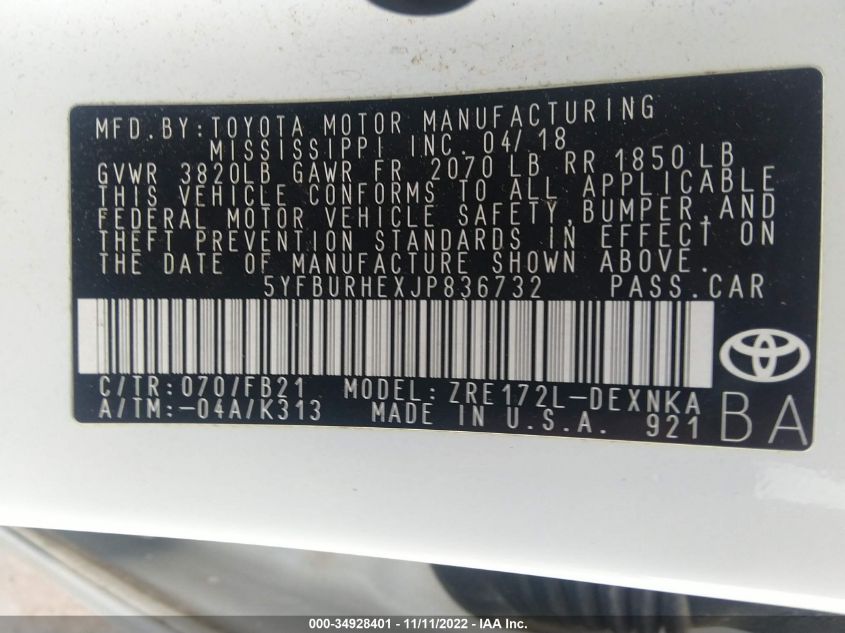 MFD.BY:TOYOTA MOTOR MANUFACTURING
MISSISSIPPI INC. 04/18
GVWR 3820LB GAWR FR 2070 LB RR 1850 LB
THIS VEHICLE CONFORMS TO ALL APPLICABLE
FEDERAL MOTOR VEHICLE SAFETY,BUMPER,AND
THEFT PREVENTION STANDARDS IN EFFECT ON
THE DATE OF MANUFACTURE SHOWN ABOVE.
5YFBURHEXJP836732 PASS.CAR
C/TR:070/FB21 MODEL:ZRE172L-DEXNKA
A/TM:-04A/K313 MADE IN U.S.A. 921
BA
000-34928401 - 11/11/2022 - IAA Inc.